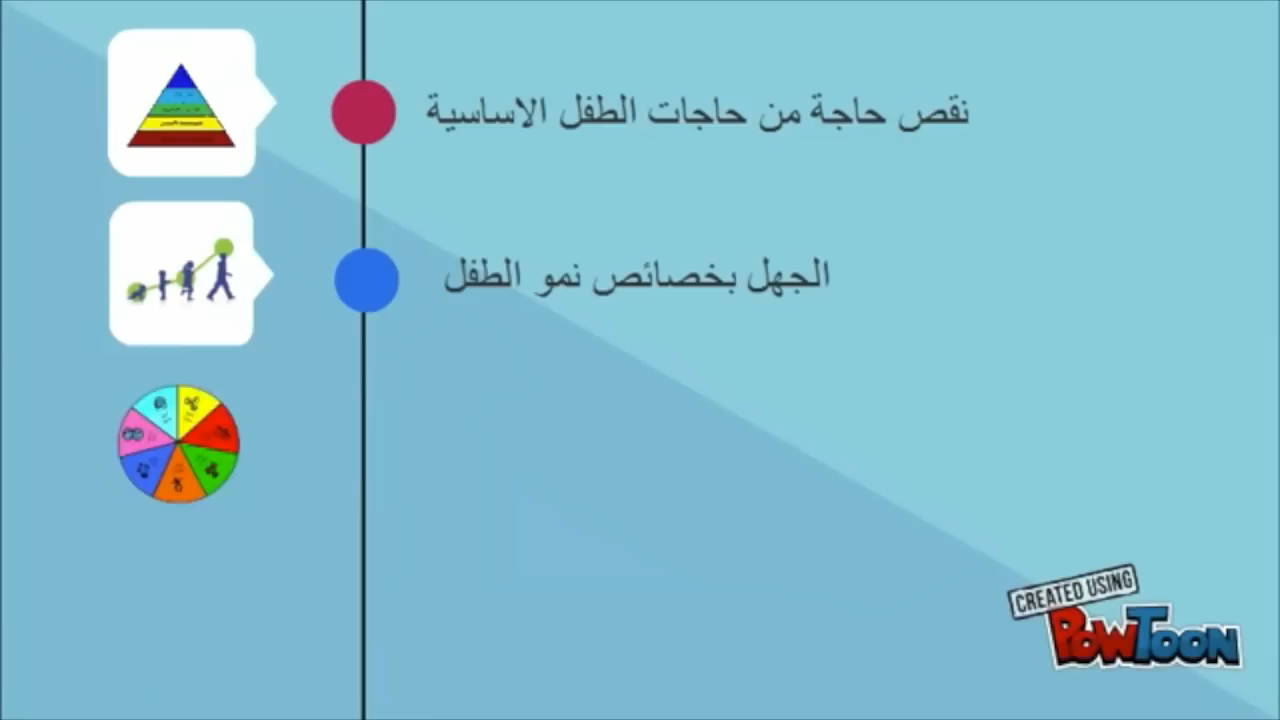 نقص حاجة من حاجات الطفل الاساسية
الجهل بخصائص نمو الطفل
CREATED USING
POWTOON